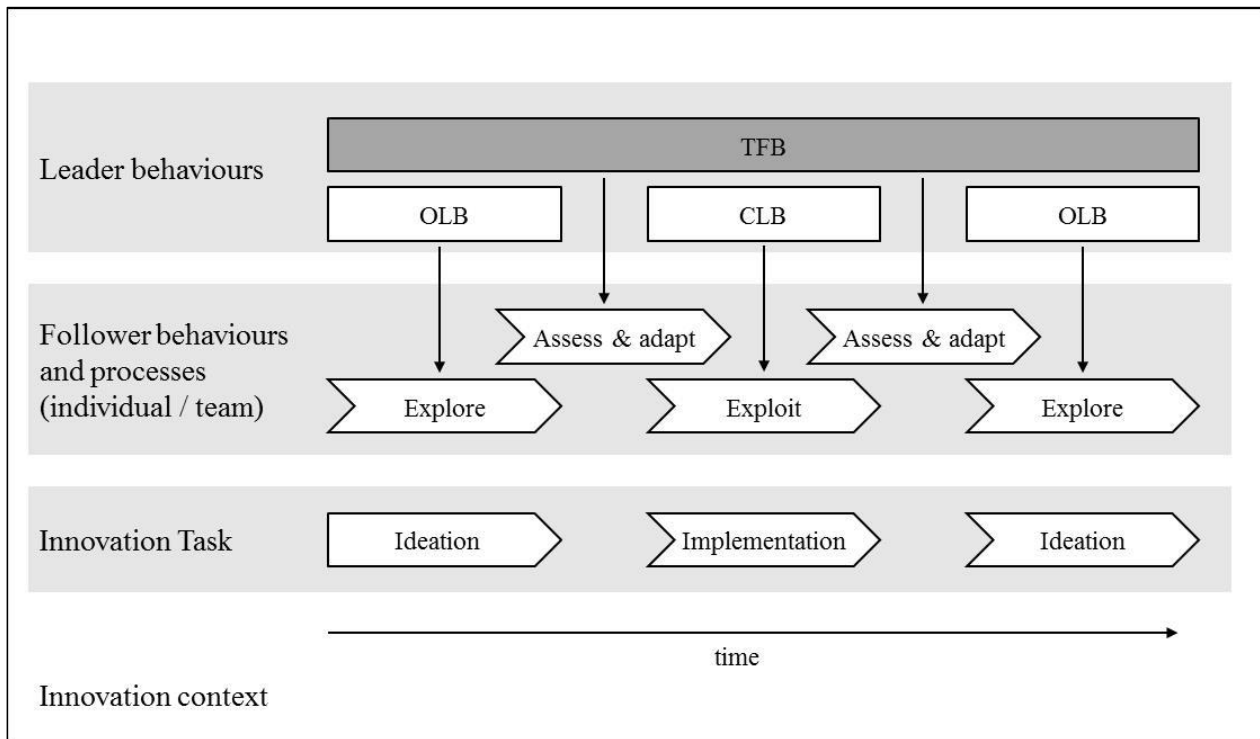 Leader behaviours
TFB
OLB
CLB
OLB
Follower behaviours
and processes
(individual / team)
Assess & adapt
Assess & adapt
Explore
Exploit
Explore
Innovation Task
Ideation
Implementation
Ideation
time
Innovation context